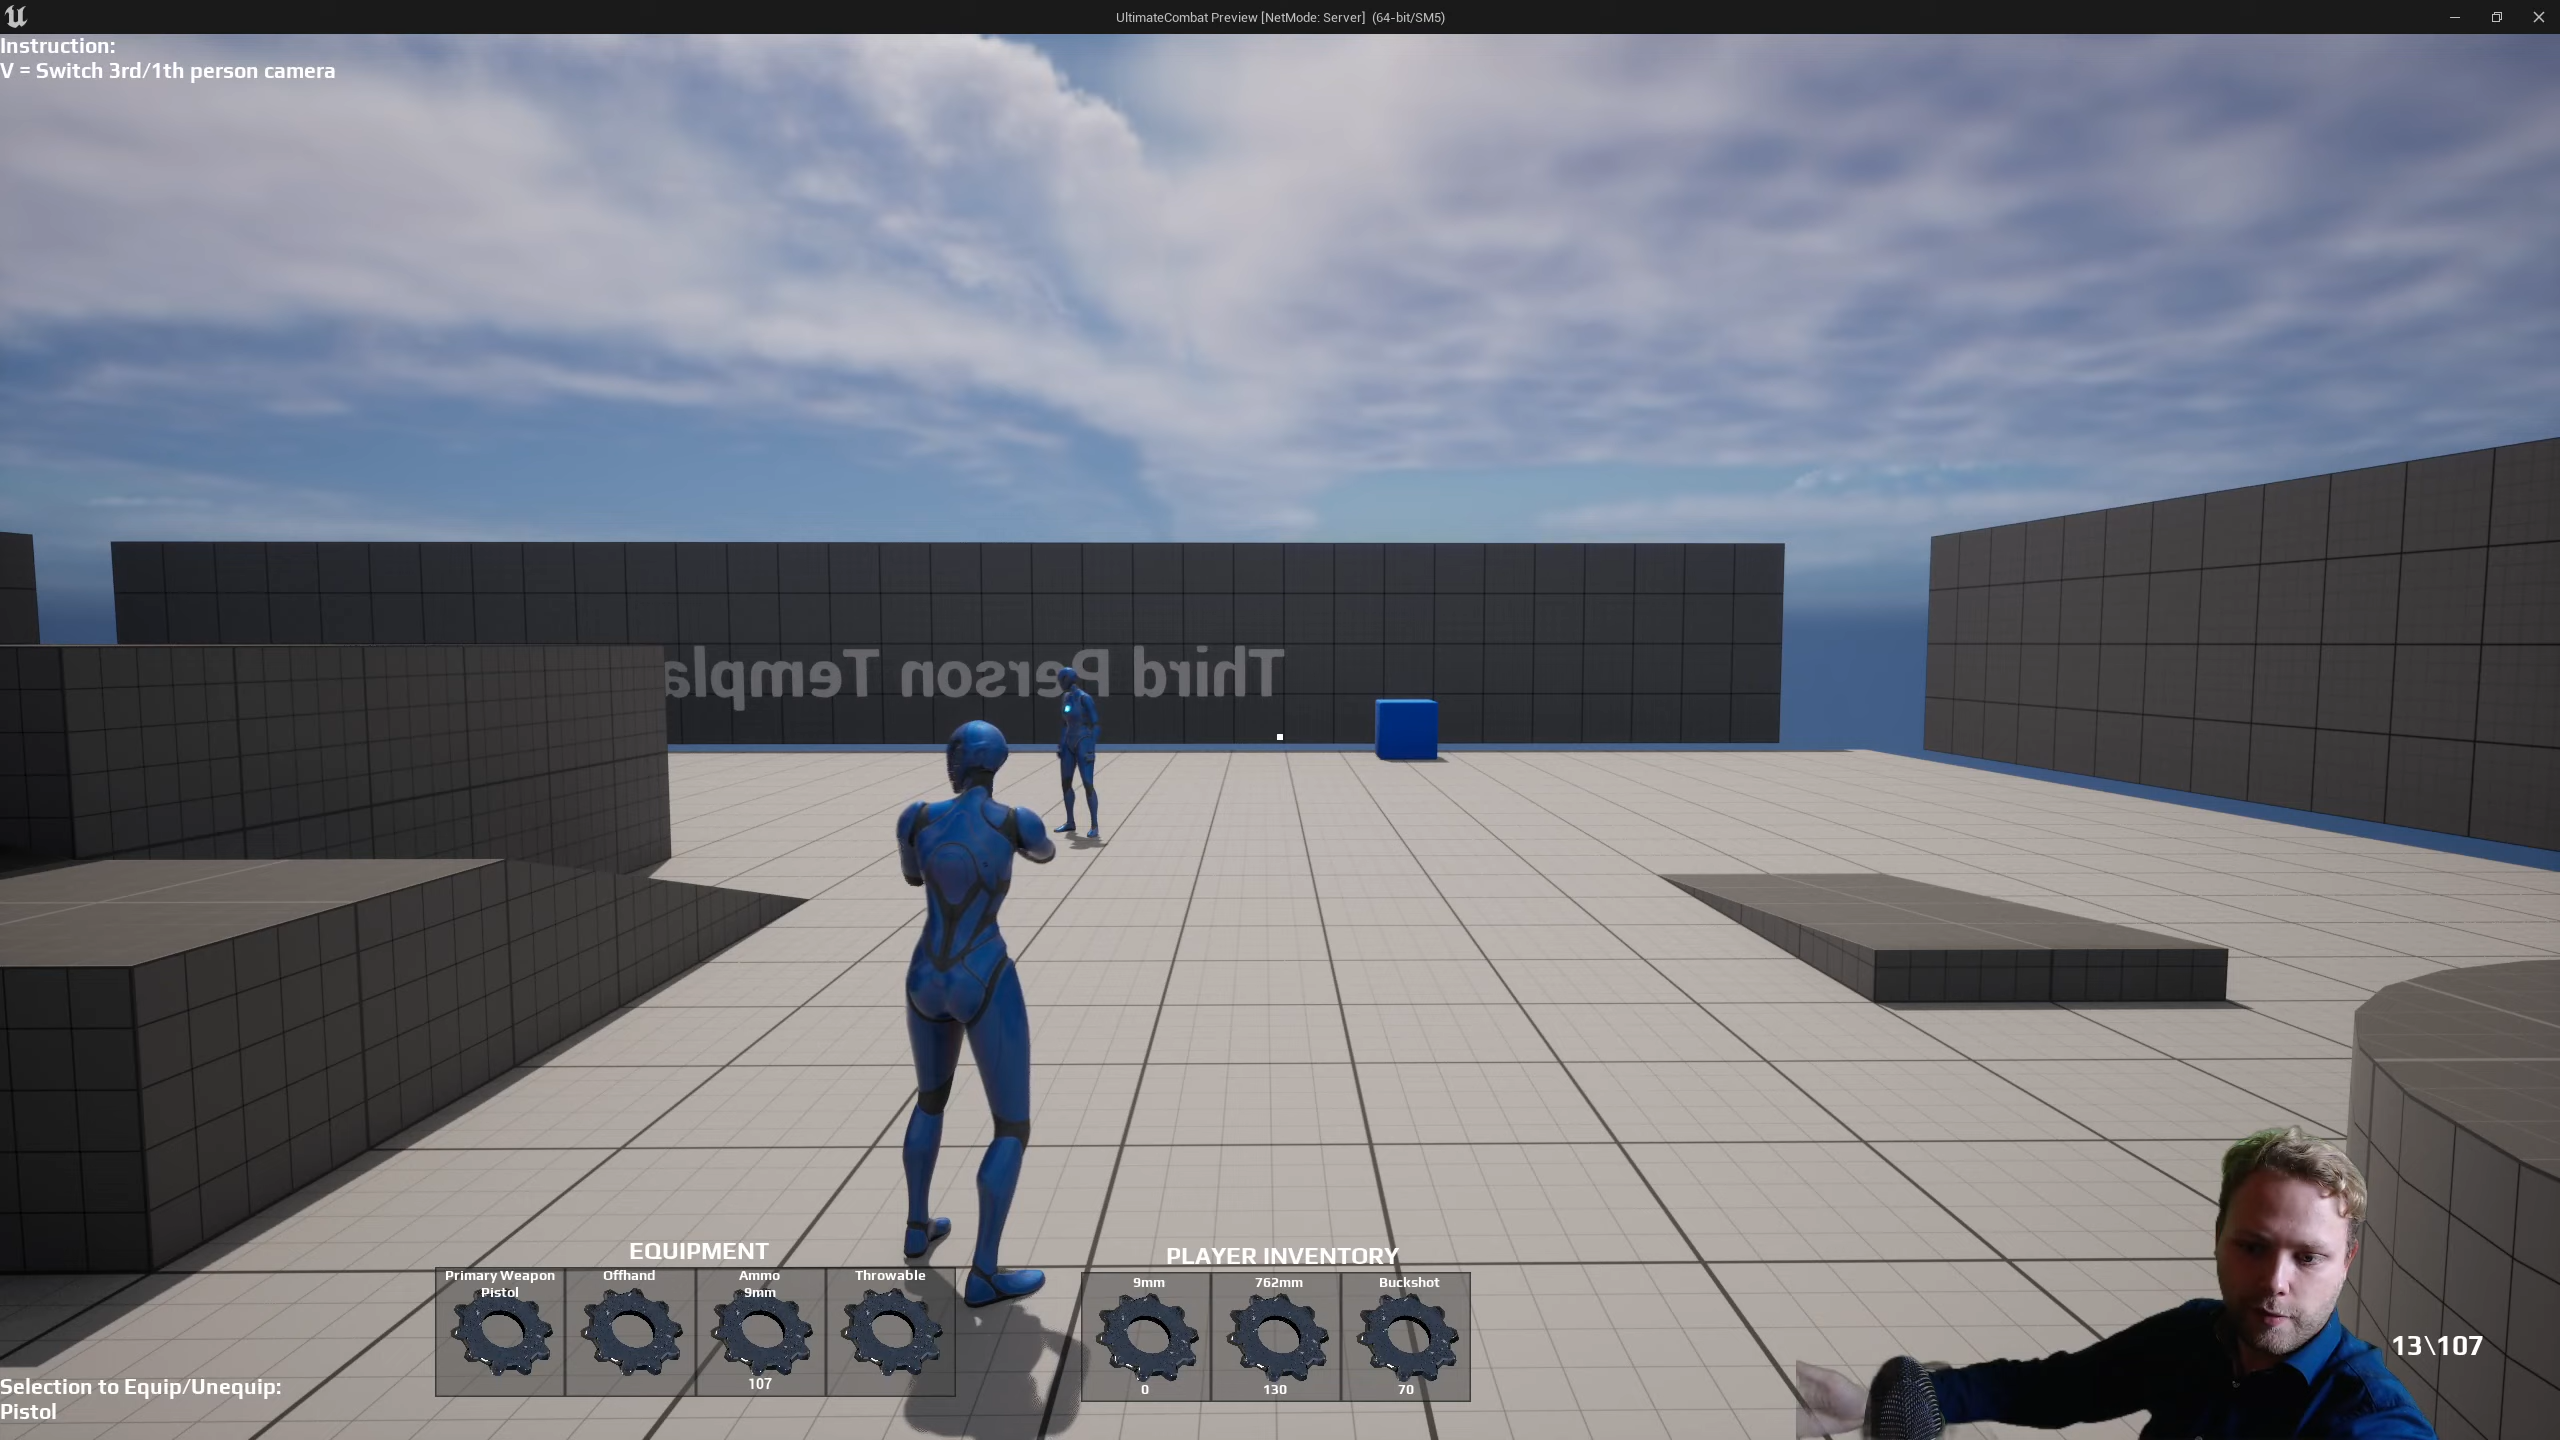 UltimateCombat Preview [NetMode: Server]  (64-bit/SM5)
Instruction:
V = Switch 3rd/1th person camera
Third Person Templa
EQUIPMENT
Primary Weapon
Pistol
Offhand
Ammo
9mm
107
Throwable
PLAYER INVENTORY
9mm
0
762mm
130
Buckshot
70
13\107
Selection to Equip/Unequip:
Pistol